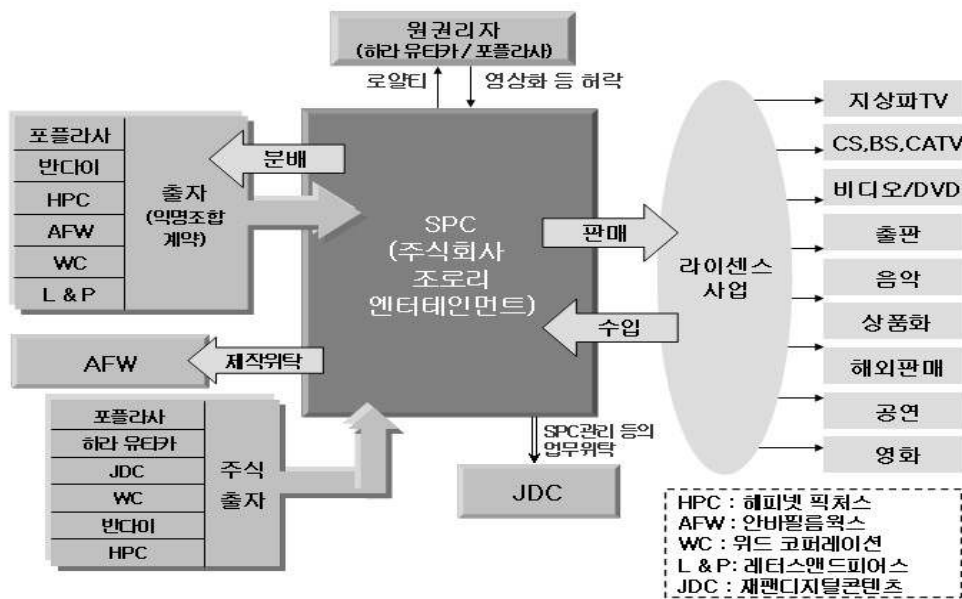 원권리자
(하라 유타카 / 포플라사)
로얄티
영상화 등 허락
포플라사
반다이
HPC
AFW
WC
L & P
출자
(익명조합
계약)
분배
SPC
(주식회사
조로리
엔터테인먼트)
판매
수입
라이센스
사업
지상파TV
CS,BS,CATV
비디오/DVD
출판
음악
상품화
해외판매
공연
영화
AFW
제작위탁
포플라사
하라 유타카
JDC
WC
반다이
HPC
주식
출자
SPC관리 등의
업무위탁
JDC
HPC : 해피넷 픽처스
AFW : 안바필름웍스
WC : 위드 코퍼레이션
L & P: 레터스앤드피어스
JDC : 재팬디지털콘텐츠